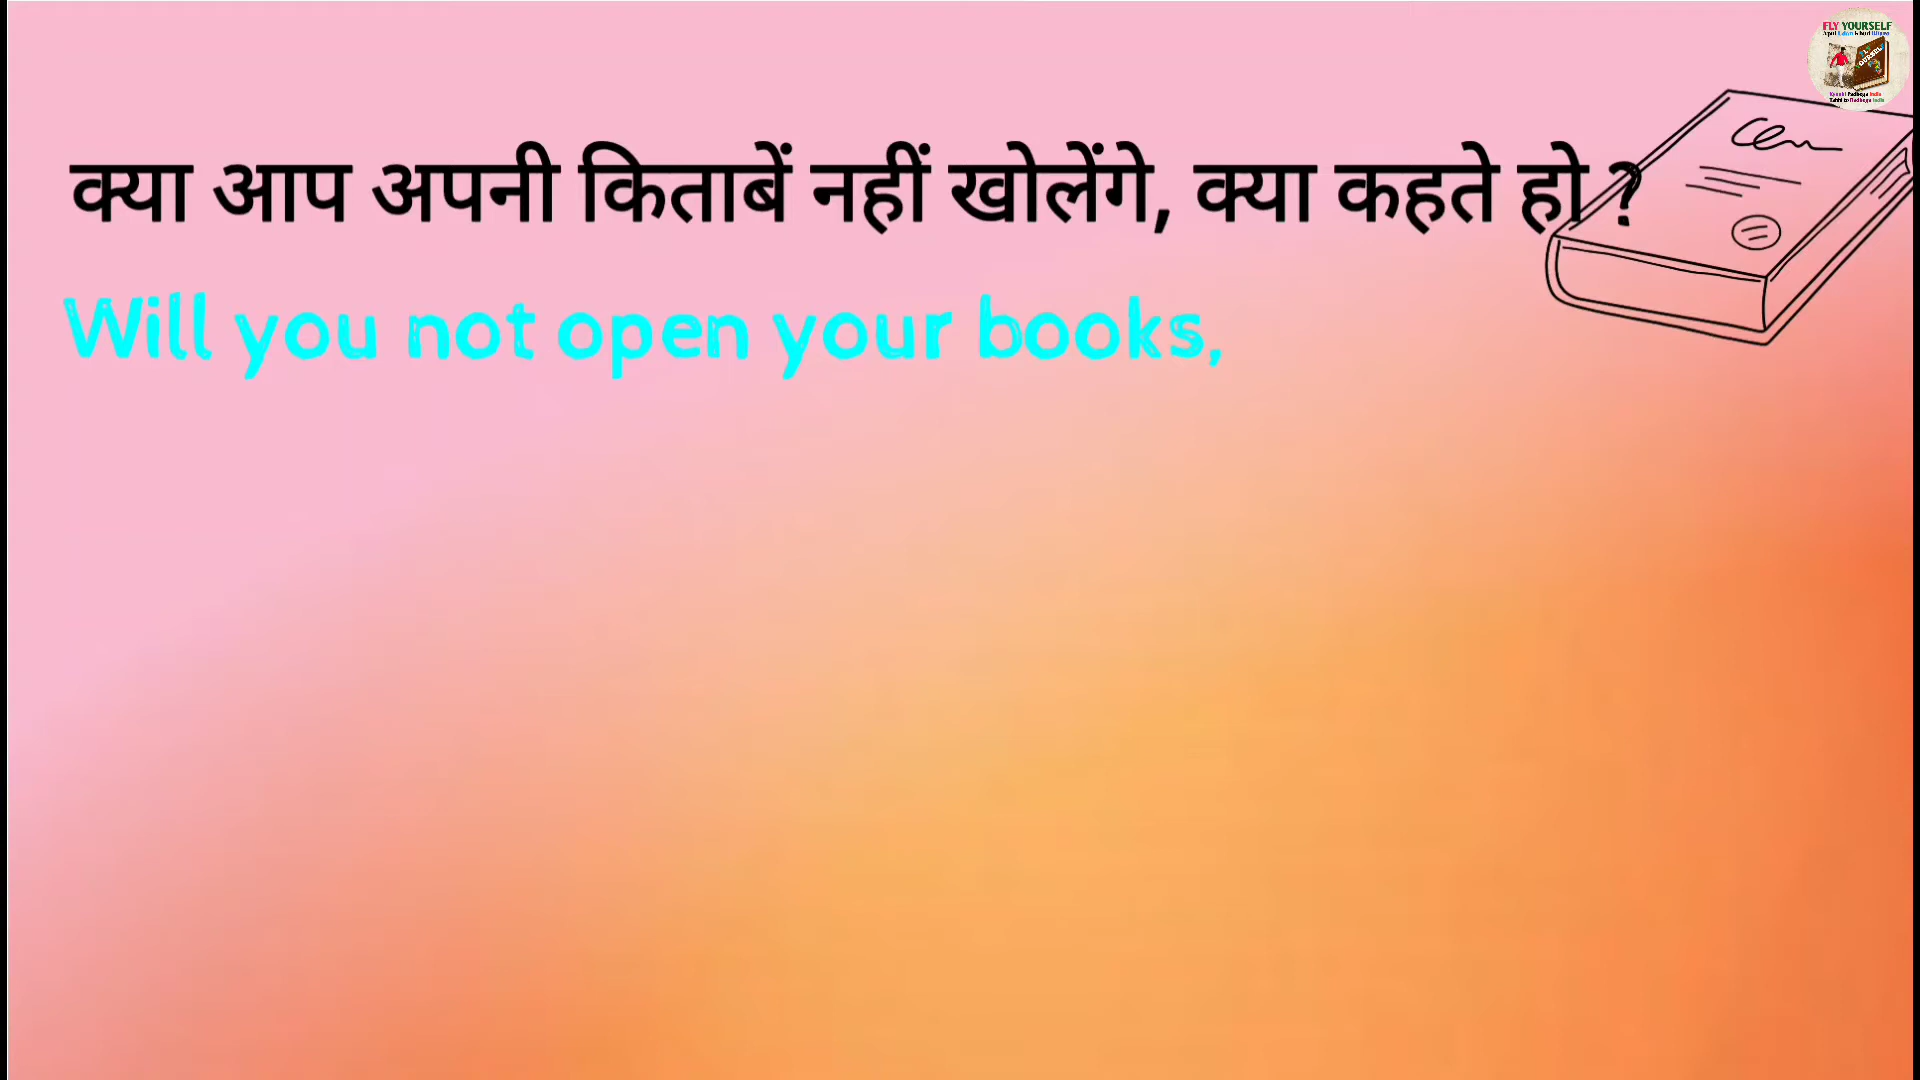 FLY YOURSELF
क्या आप अपनी किताबें नहीं खोलेंगे, क्या कहते हो ?
Will you not open your books,